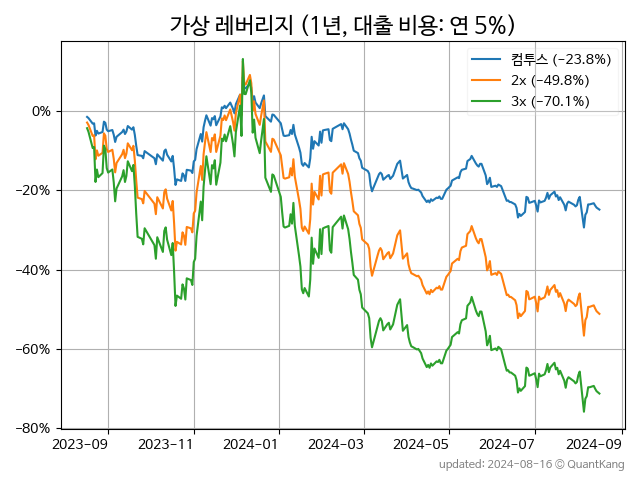 가상 레버리지 (1년, 대출 비용: 연 5%)
컴투스 (−23.8%)
2x (−49.8%)
3x (−70.1%)
0%
−20%
−40%
−60%
−80%
2023-09 2023-11 2024-01 2024-03 2024-05 2024-07 2024-09
updated: 2024-08-16 © QuantKang